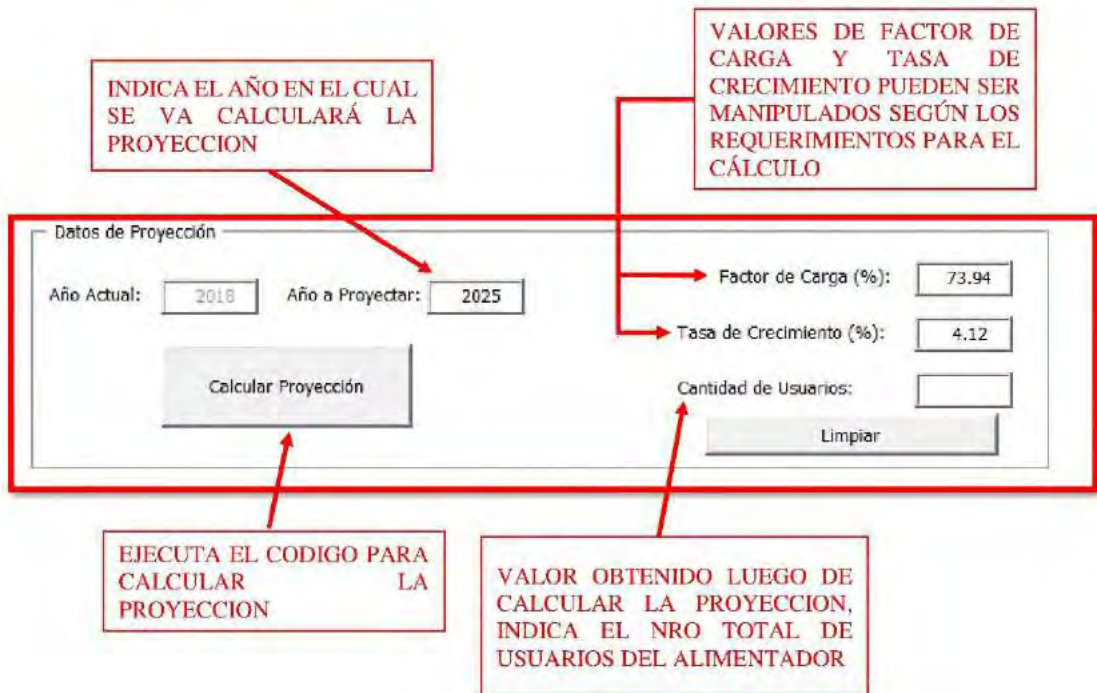 VALORES DE FACTOR DE
CARGA Y TASA DE
CRECIMIENTO PUEDEN SER
MANIPULADOS SEGÚN LOS
REQUERIMIENTOS PARA EL
CÁLCULO
INDICA EL AÑO EN EL CUAL
SE VA CALCULARÁ LA
PROYECCION
Datos de Proyección
Año Actual: 2018 Año a Proyectar: 2025
Factor de Carga (%): 73.94
Tasa de Crecimiento (%): 4.12
Calcular Proyección
Cantidad de Usuarios:
Limpiar
EJECUTA EL CODIGO PARA
CALCULAR LA
PROYECCION
VALOR OBTENIDO LUEGO DE
CALCULAR LA PROYECCION,
INDICA EL NRO TOTAL DE
USUARIOS DEL ALIMENTADOR